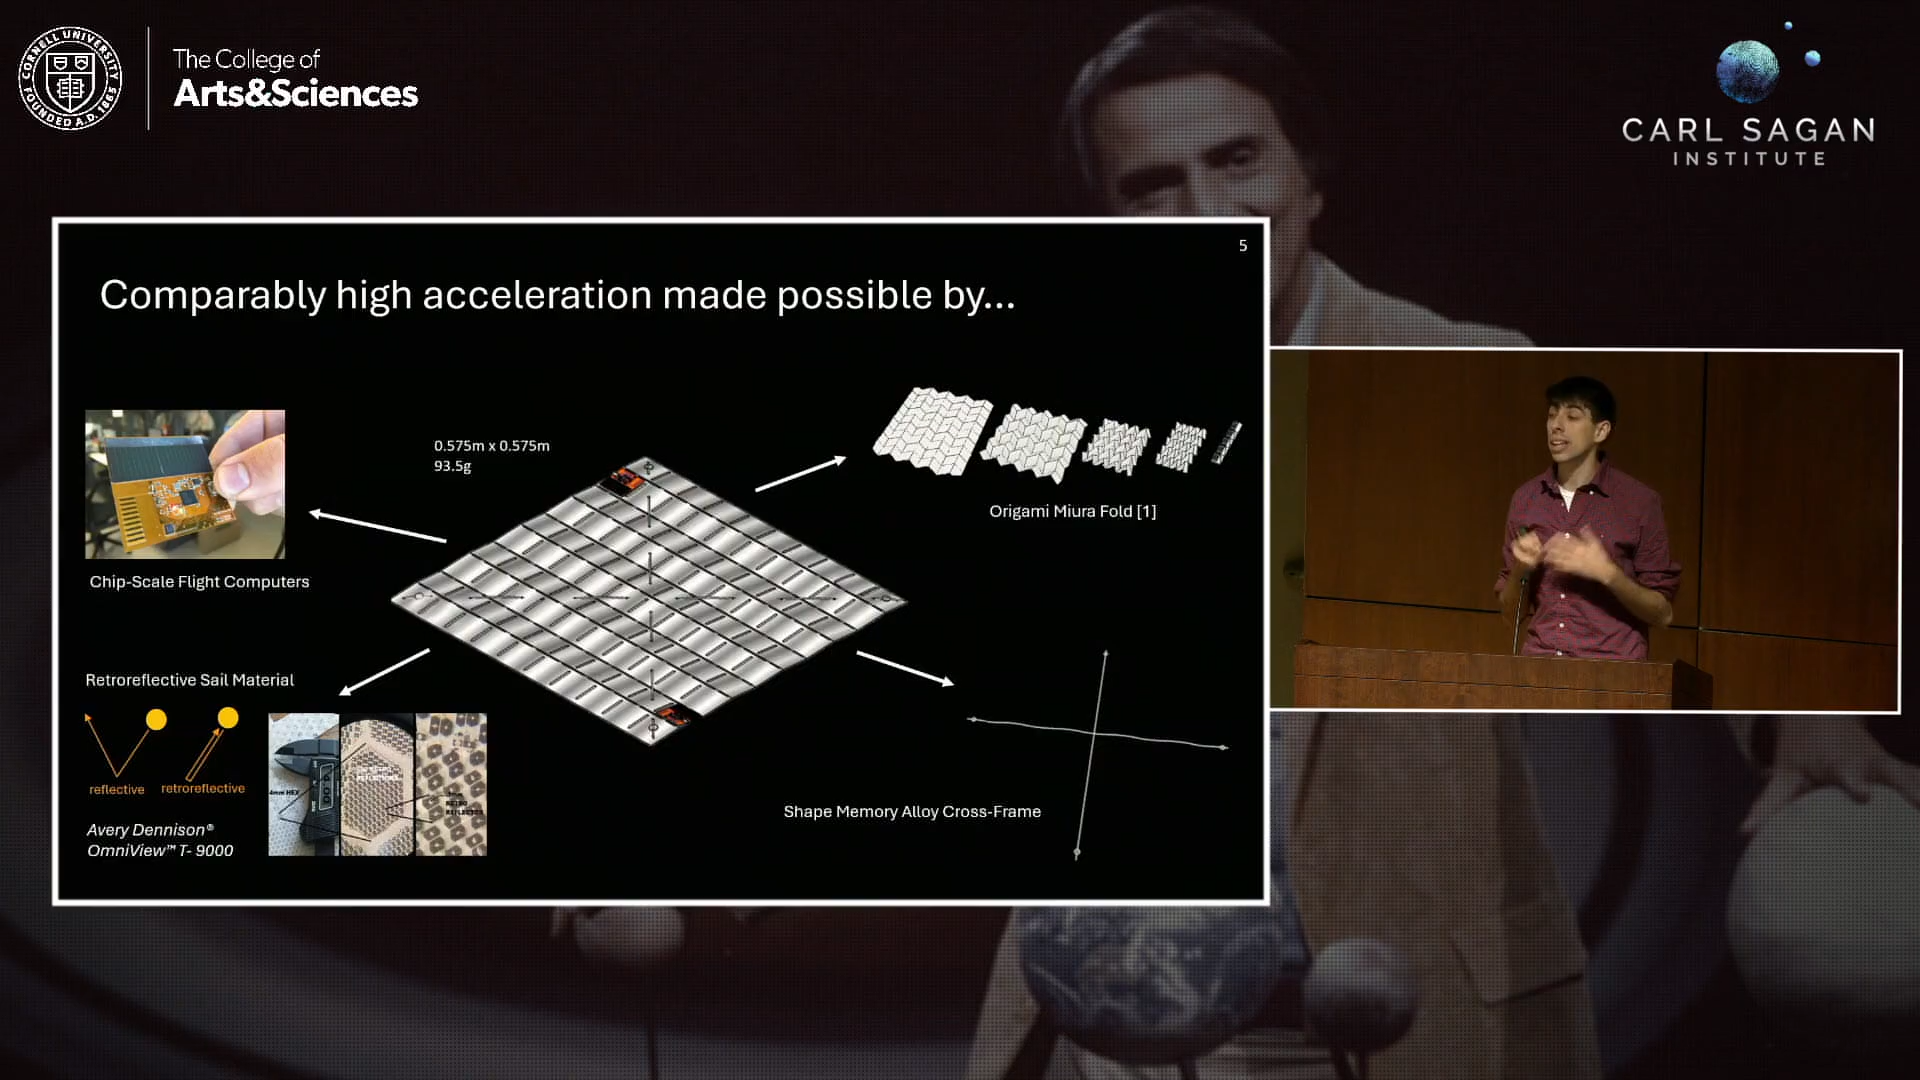 CORNELL UNIVERSITY
FOUNDED A.D. 1865
The College of
Arts&Sciences
CARL SAGAN
INSTITUTE
5
Comparably high acceleration made possible by...
0.575m x 0.575m
93.5g
Origami Miura Fold [1]
Chip-Scale Flight Computers
Retroreflective Sail Material
reflective
retroreflective
4mm HEX
Avery Dennison®
OmniView™ T- 9000
Shape Memory Alloy Cross-Frame